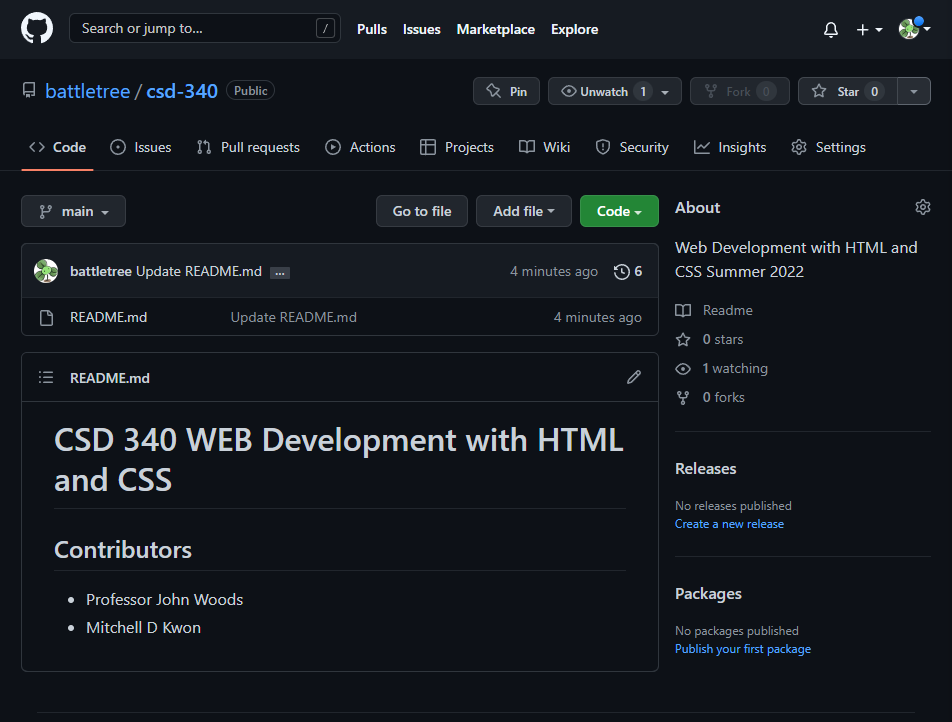 Search or jump to... /
Pulls Issues Marketplace Explore
battletree / csd-340 Public
Pin Unwatch 1 Fork 0 Star 0
Code Issues Pull requests Actions Projects Wiki Security Insights Settings
main Go to file Add file Code
battletree Update README.md ... 4 minutes ago 6
README.md Update README.md 4 minutes ago
README.md
CSD 340 WEB Development with HTML
and CSS
Contributors
Professor John Woods
Mitchell D Kwon
About
Web Development with HTML and
CSS Summer 2022
Readme
0 stars
1 watching
0 forks
Releases
No releases published
Create a new release
Packages
No packages published
Publish your first package